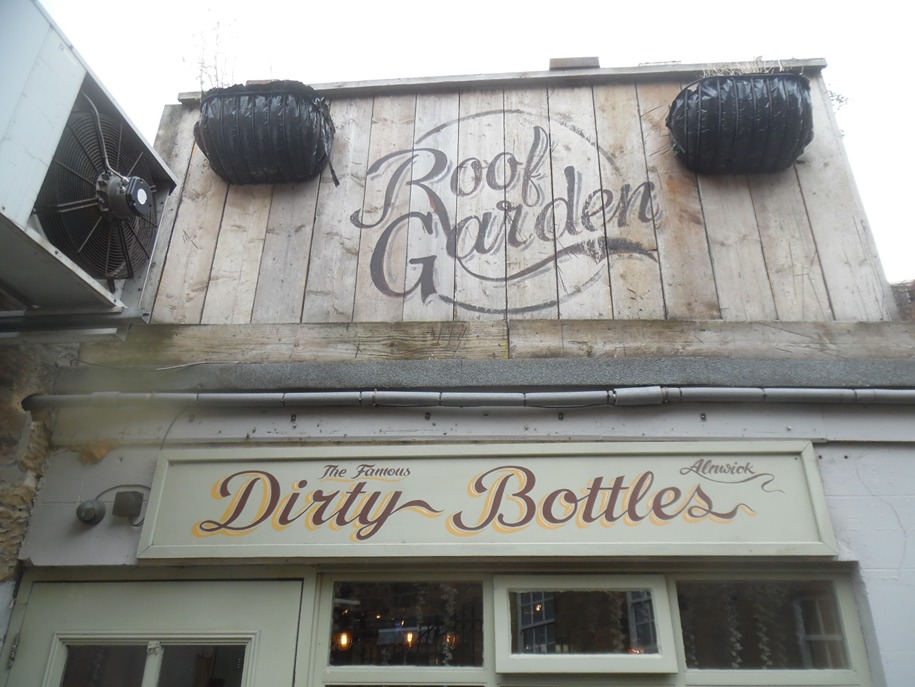 Roof
Garden
The Famous
Dirty Bottles
Alnwick